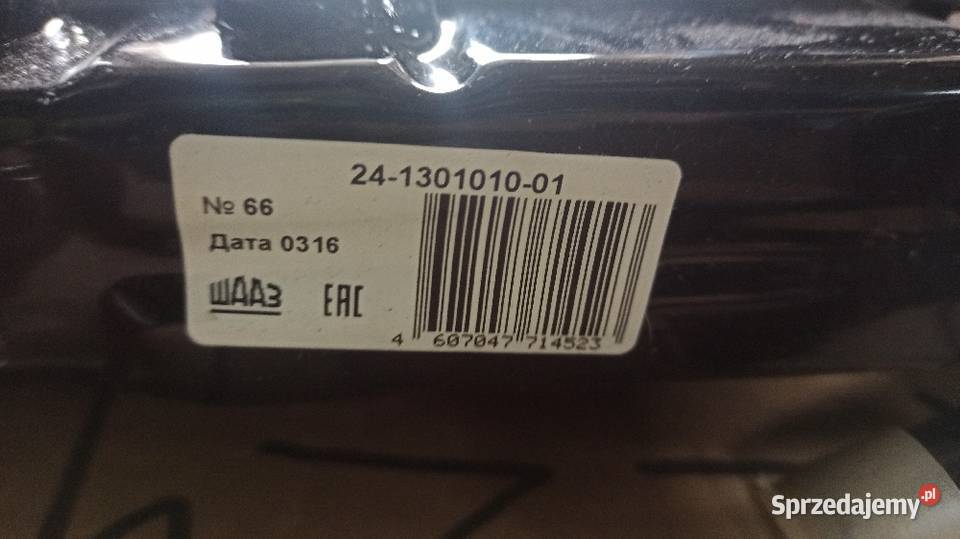 24-1301010-01
№ 66
Дата 0316
ШААЗ
ЕАС
4 607047 714523
Sprzedajemy.pl